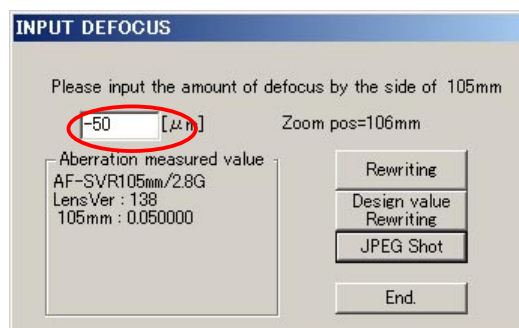 INPUT DEFOCUS
Please input the amount of defocus by the side of 105mm
-50 [μm] Zoom pos=106mm
Aberration measured value
AF-SVR105mm/2.8G
LensVer : 138
105mm : 0.050000
Rewriting
Design value
Rewriting
JPEG Shot
End.